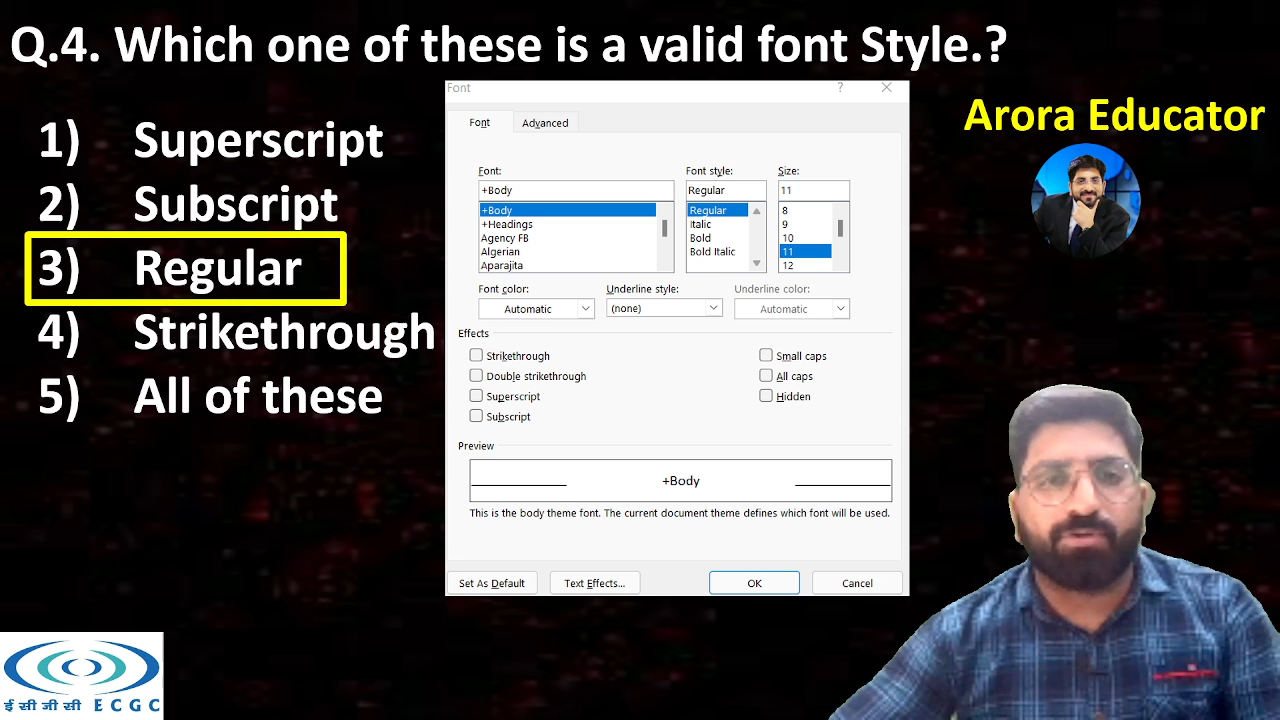 Q.4. Which one of these is a valid font Style.?
Arora Educator
1) Superscript
2) Subscript
3) Regular
4) Strikethrough
5) All of these
Font ?
Font Advanced
Font: Font style: Size:
+Body Regular 11
+Body Regular 8
+Headings Italic 9
Agency FB Bold 10
Algerian Bold Italic 11
Aparajita 12
Font color: Underline style: Underline color:
Automatic (none) Automatic
Effects
Strikethrough Small caps
Double strikethrough All caps
Superscript Hidden
Subscript
Preview
+Body
This is the body theme font. The current document theme defines which font will be used.
Set As Default Text Effects... OK Cancel
ई सी जी सी ECGC